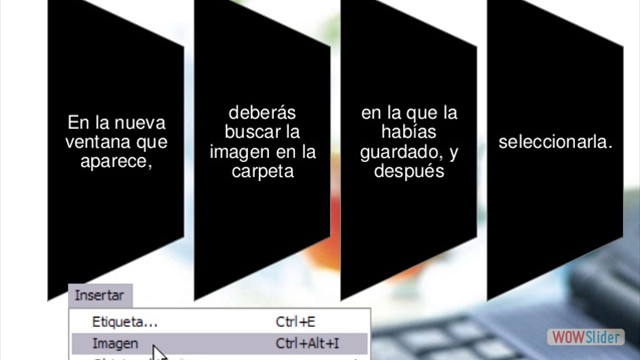 En la nueva
ventana que
aparece,
deberás
buscar la
imagen en la
carpeta
en la que la
habías
guardado, y
después
seleccionarla.
Insertar
Etiqueta... Ctrl+E
Imagen Ctrl+Alt+I
WOWSlider